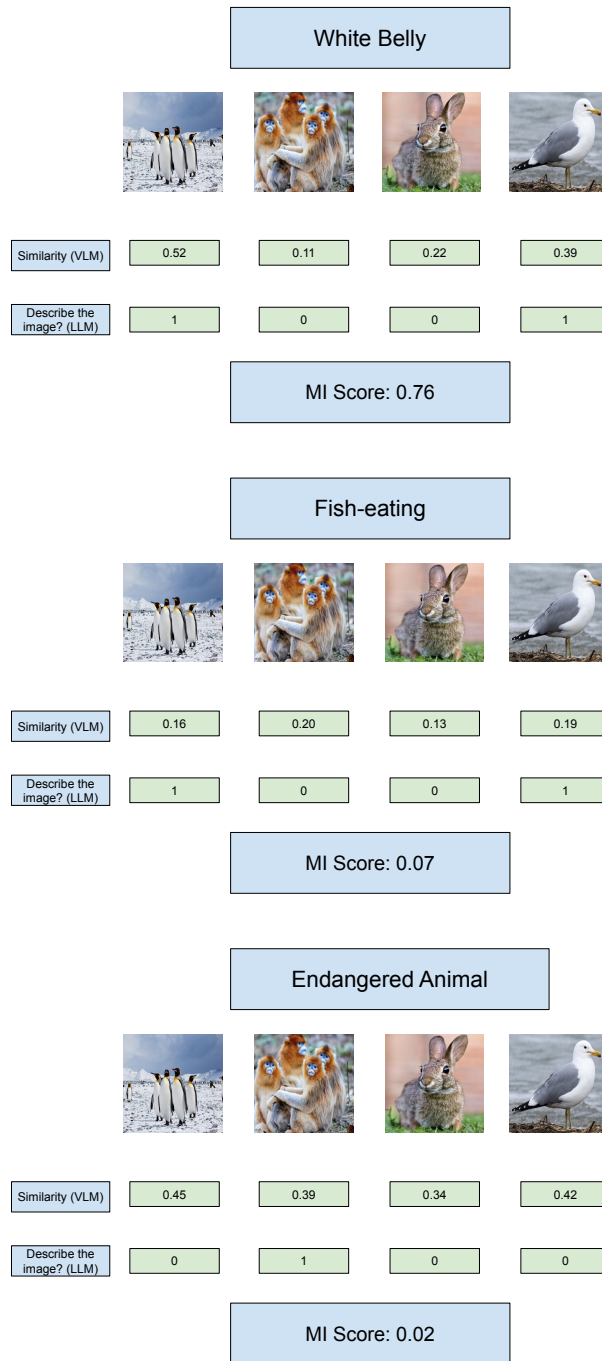 White Belly
Similarity (VLM)
0.52
0.11
0.22
0.39
Describe the
image? (LLM)
1
0
0
1
MI Score: 0.76
Fish-eating
Similarity (VLM)
0.16
0.20
0.13
0.19
Describe the
image? (LLM)
1
0
0
1
MI Score: 0.07
Endangered Animal
Similarity (VLM)
0.45
0.39
0.34
0.42
Describe the
image? (LLM)
0
1
0
0
MI Score: 0.02